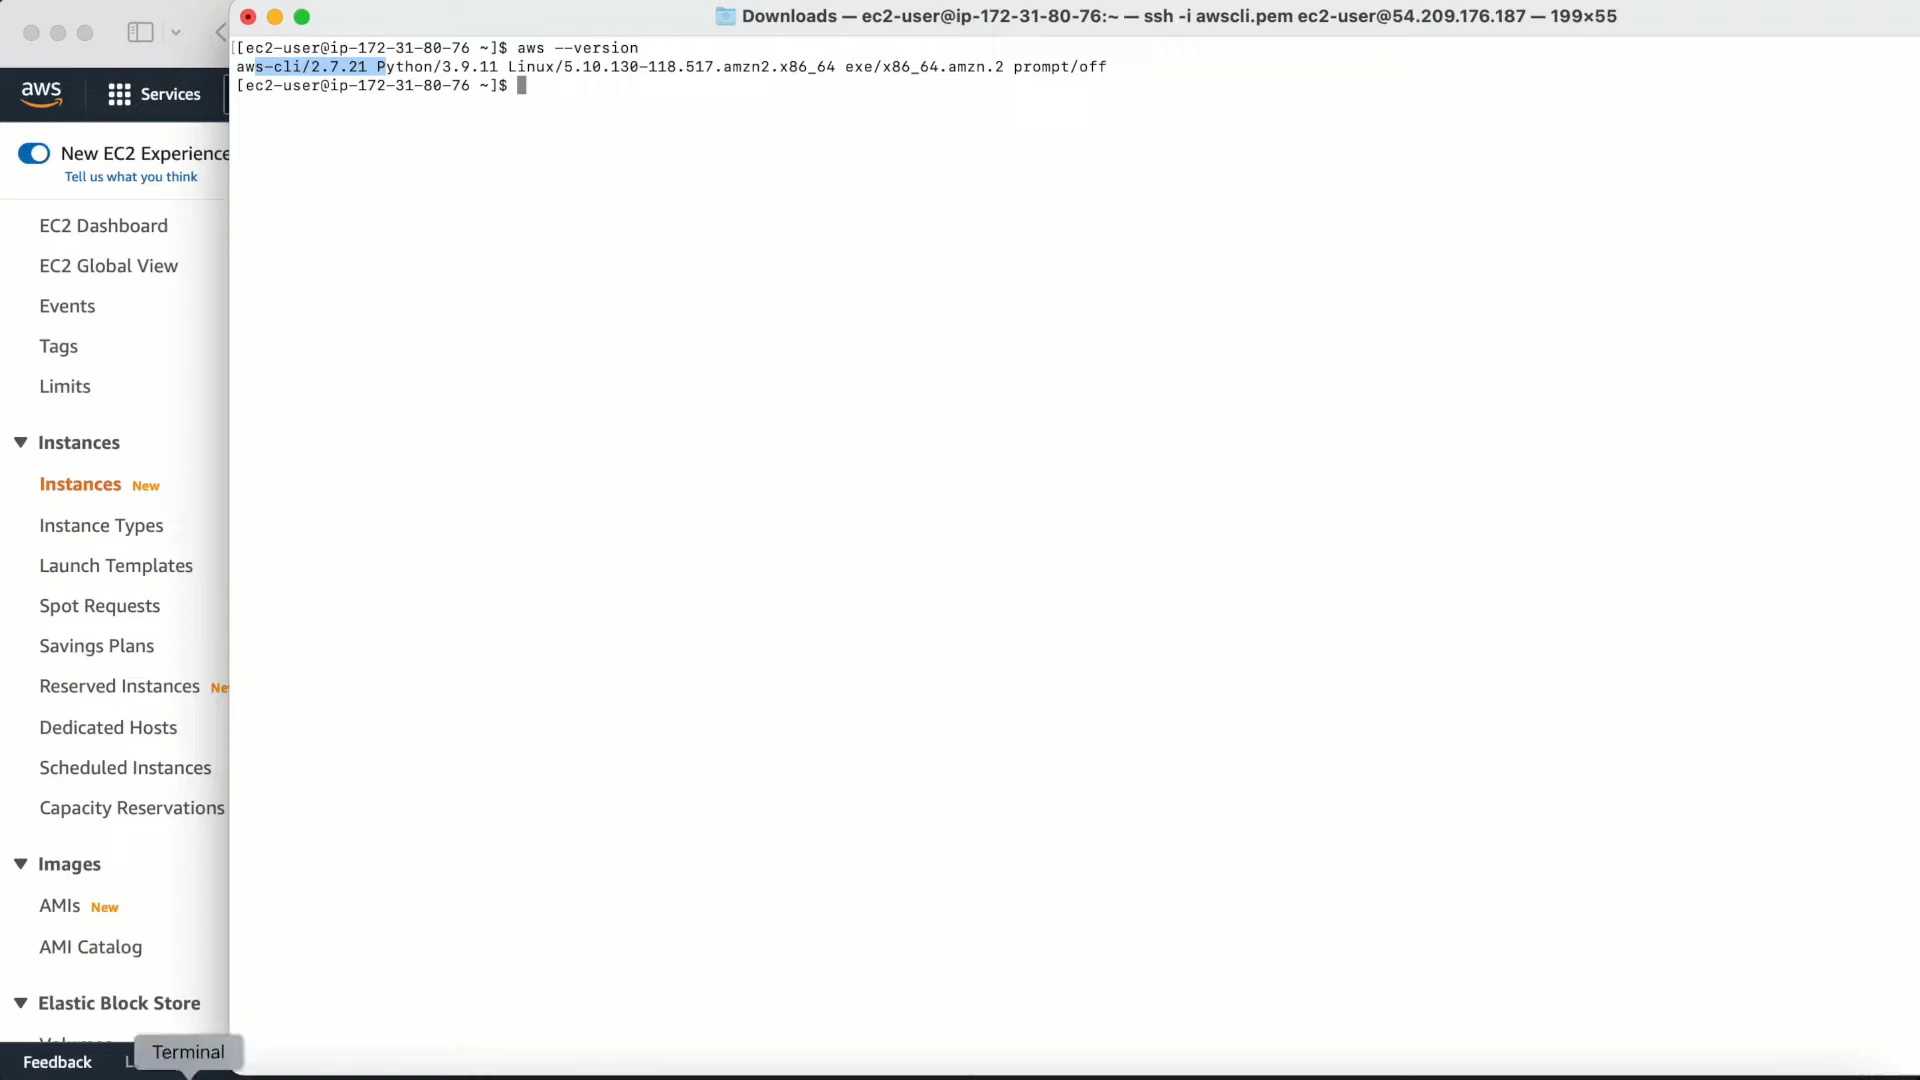 Downloads — ec2-user@ip-172-31-80-76:~ — ssh -i awscli.pem ec2-user@54.209.176.187 — 199×55
[[ec2-user@ip-172-31-80-76 ~]$ aws --version
aws-cli/2.7.21 Python/3.9.11 Linux/5.10.130-118.517.amzn2.x86_64 exe/x86_64.amzn.2 prompt/off
[ec2-user@ip-172-31-80-76 ~]$
aws
Services
New EC2 Experience
Tell us what you think
EC2 Dashboard
EC2 Global View
Events
Tags
Limits
Instances
Instances New
Instance Types
Launch Templates
Spot Requests
Savings Plans
Reserved Instances Ne
Dedicated Hosts
Scheduled Instances
Capacity Reservations
Images
AMIs New
AMI Catalog
Elastic Block Store
Feedback
Terminal